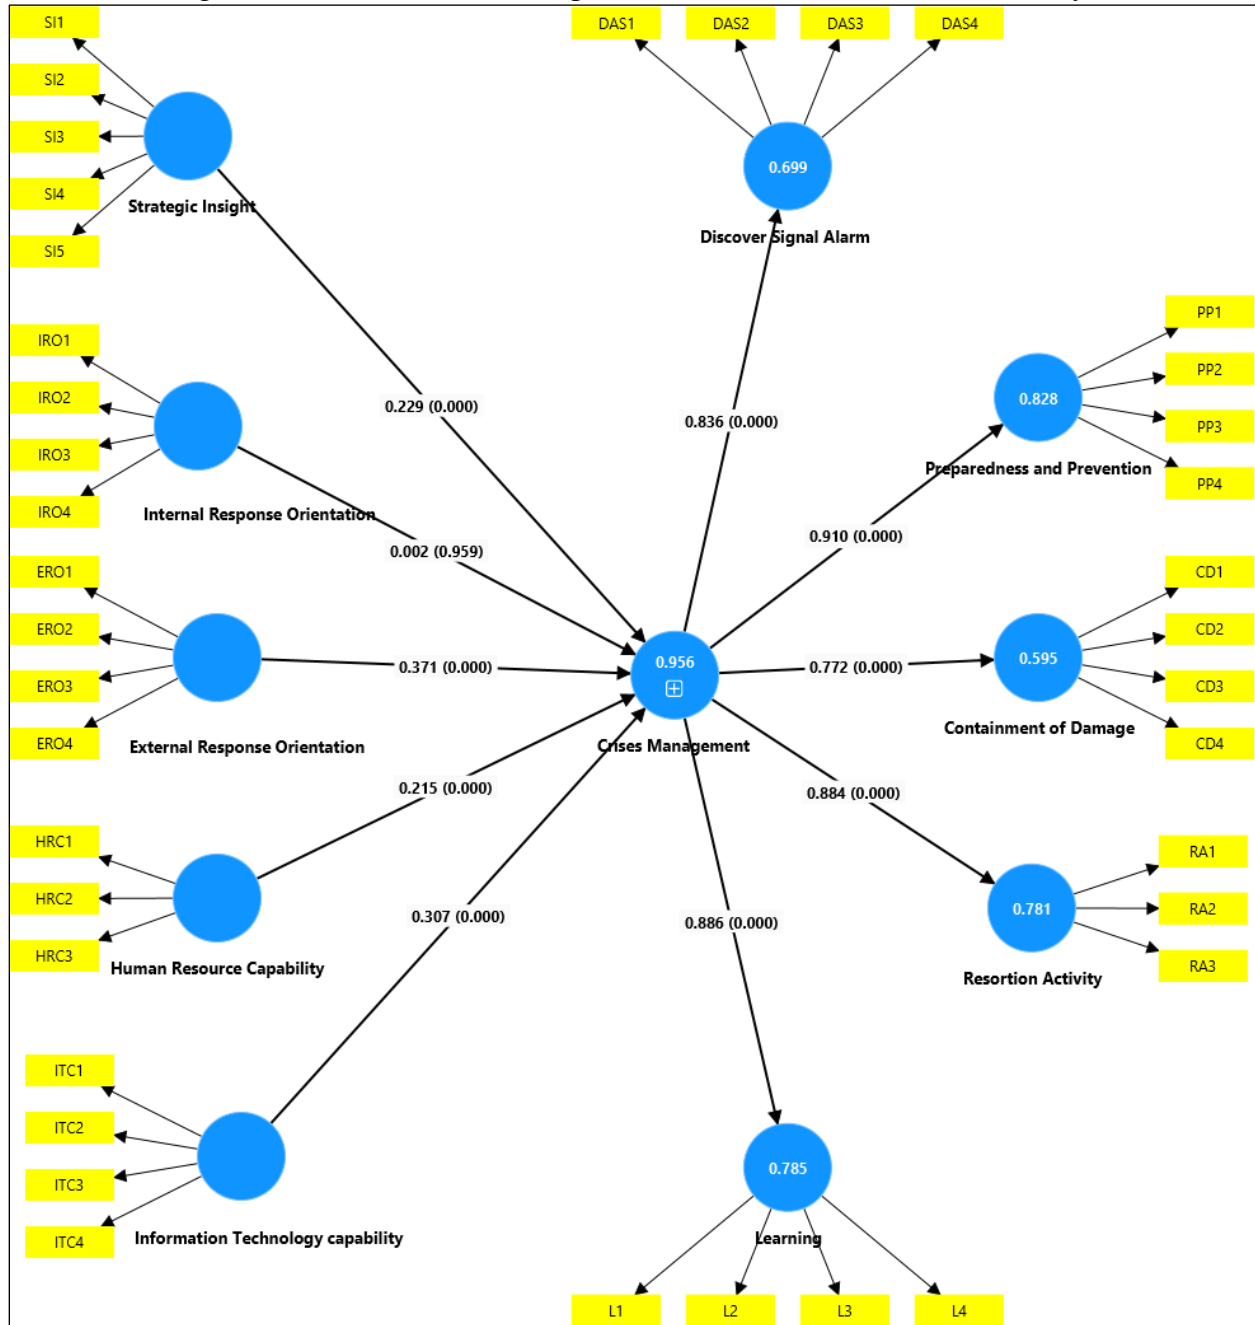 SI1
SI2
SI3
SI4
SI5
Strategic Insight
DAS1
DAS2
DAS3
DAS4
0.699
Discover Signal Alarm
IRO1
IRO2
IRO3
IRO4
Internal Response Orientation
0.229 (0.000)
0.836 (0.000)
PP1
PP2
PP3
PP4
0.828
Preparedness and Prevention
0.002 (0.959)
0.910 (0.000)
ERO1
ERO2
ERO3
ERO4
External Response Orientation
0.371 (0.000)
0.956
Crises Management
0.772 (0.000)
0.595
Containment of Damage
CD1
CD2
CD3
CD4
HRC1
HRC2
HRC3
Human Resource Capability
0.215 (0.000)
0.884 (0.000)
0.781
Resortion Activity
RA1
RA2
RA3
0.307 (0.000)
0.886 (0.000)
ITC1
ITC2
ITC3
ITC4
Information Technology capability
0.785
Learning
L1
L2
L3
L4